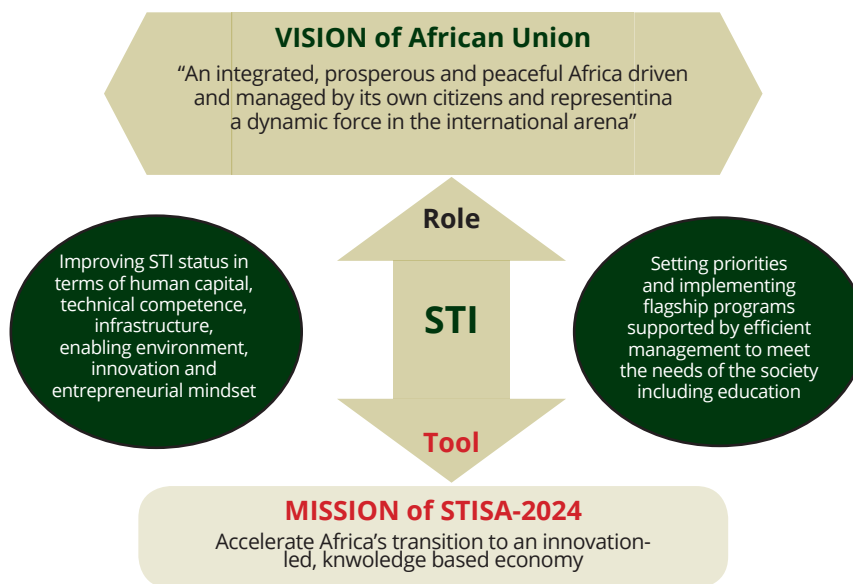 VISION of African Union
“An integrated, prosperous and peaceful Africa driven
and managed by its own citizens and representina
a dynamic force in the international arena”
Role
Improving STI status in
terms of human capital,
technical competence,
infrastructure,
enabling environment,
innovation and
entrepreneurial mindset
STI
Setting priorities
and implementing
flagship programs
supported by efficient
management to meet
the needs of the society
including education
Tool
MISSION of STISA-2024
Accelerate Africa’s transition to an innovation-
led, knwoledge based economy